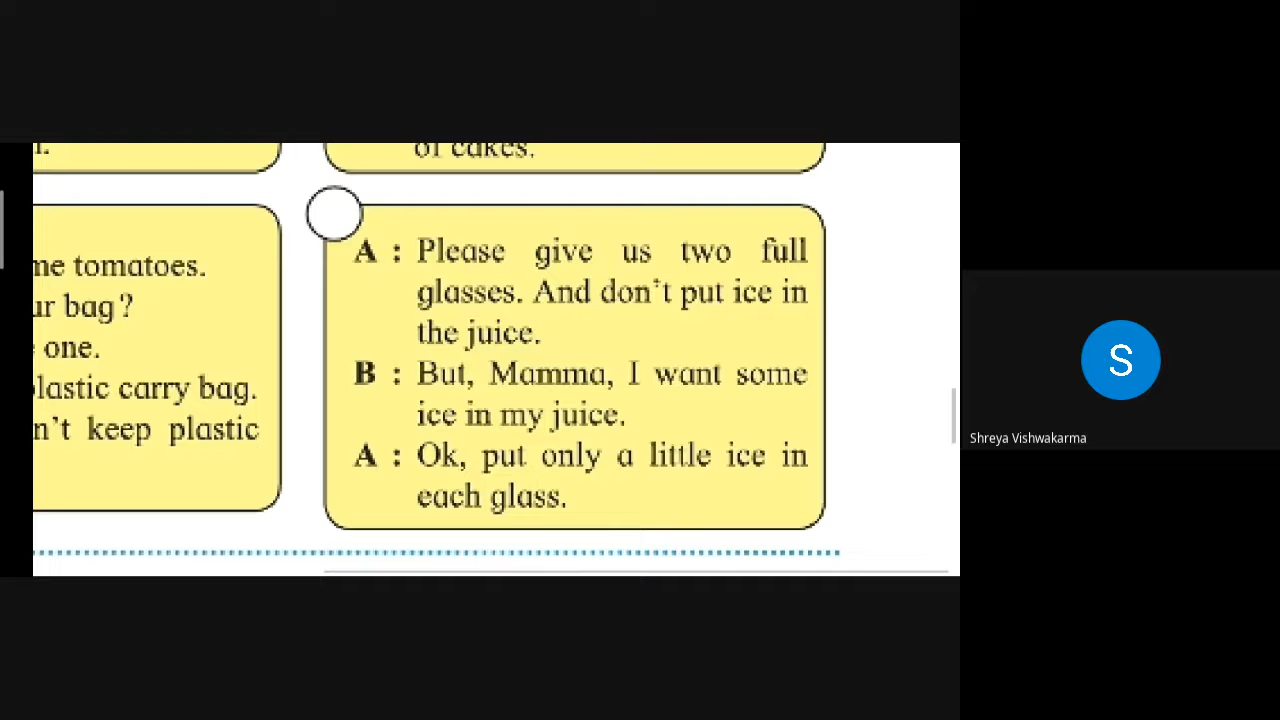 of cakes.
me tomatoes.
ur bag?
one.
plastic carry bag.
n't keep plastic
A : Please give us two full
glasses. And don't put ice in
the juice.
B : But, Mamma, I want some
ice in my juice.
A : Ok, put only a little ice in
each glass.
S
Shreya Vishwakarma